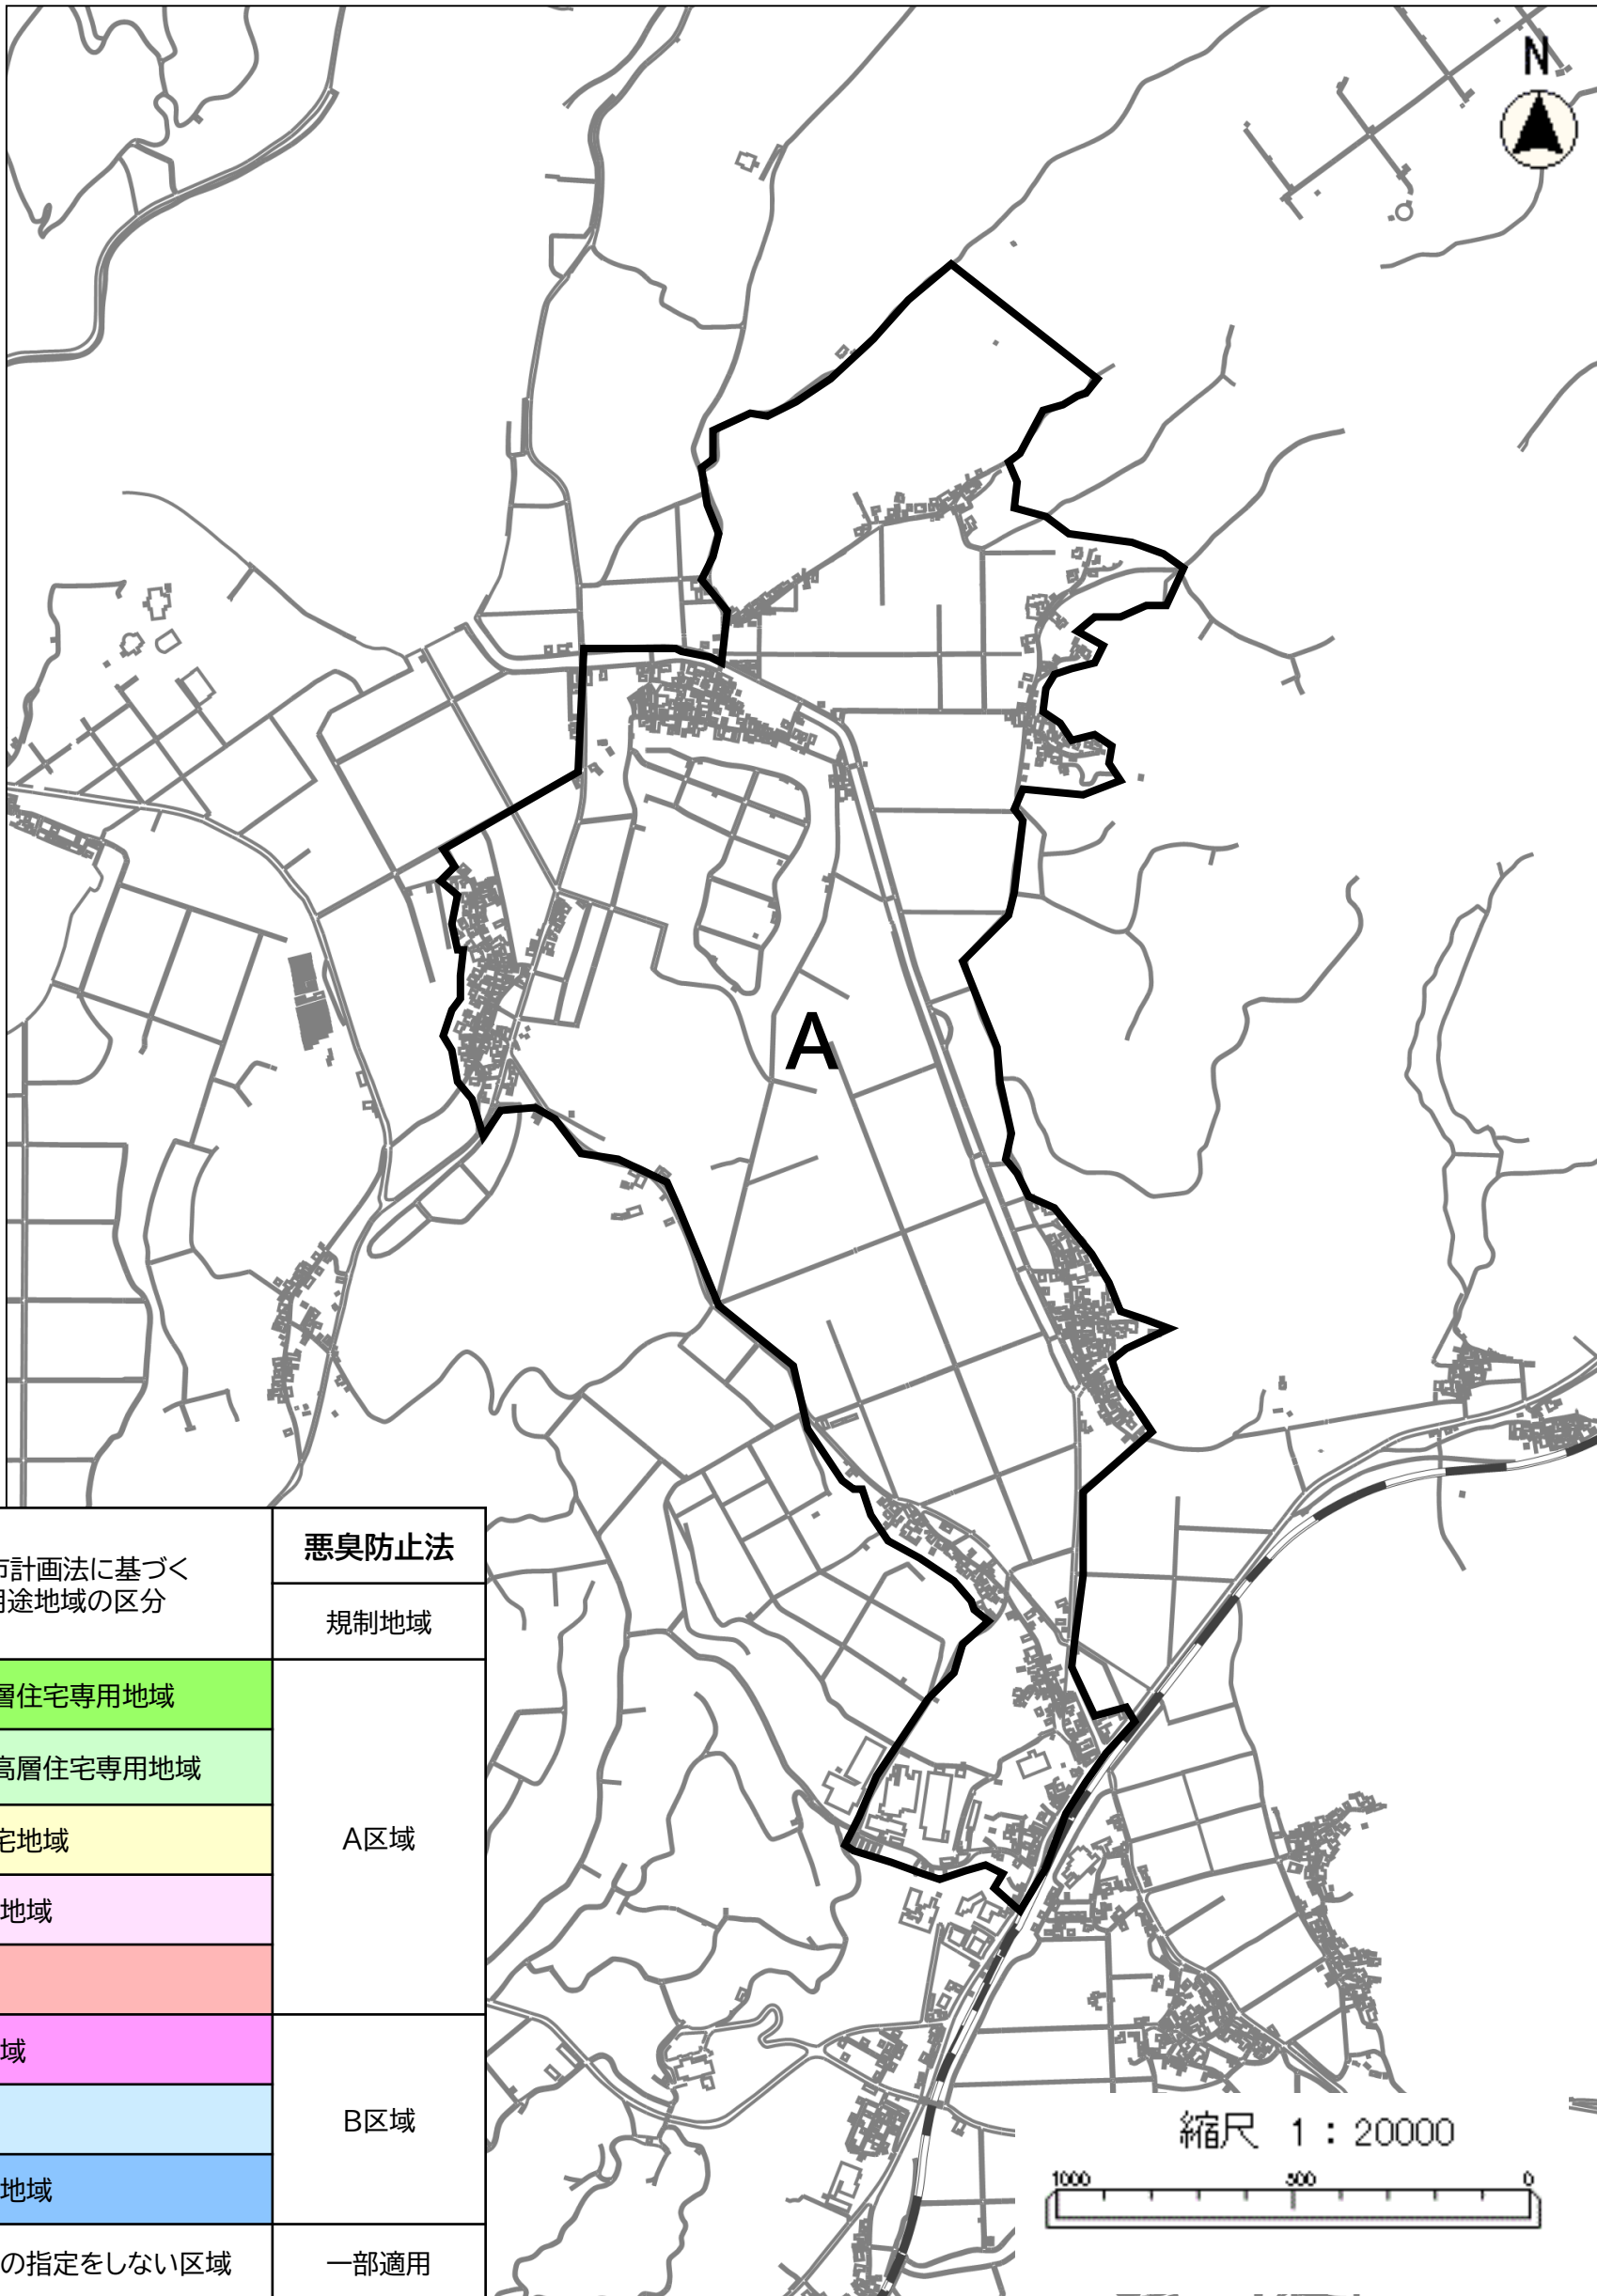 N
A
市計画法に基づく
用途地域の区分
悪臭防止法
規制地域
層住宅専用地域
高層住宅専用地域
宅地域
地域
A区域
域
地域
B区域
の指定をしない区域
一部適用
縮尺 1：20000
1000 500 0